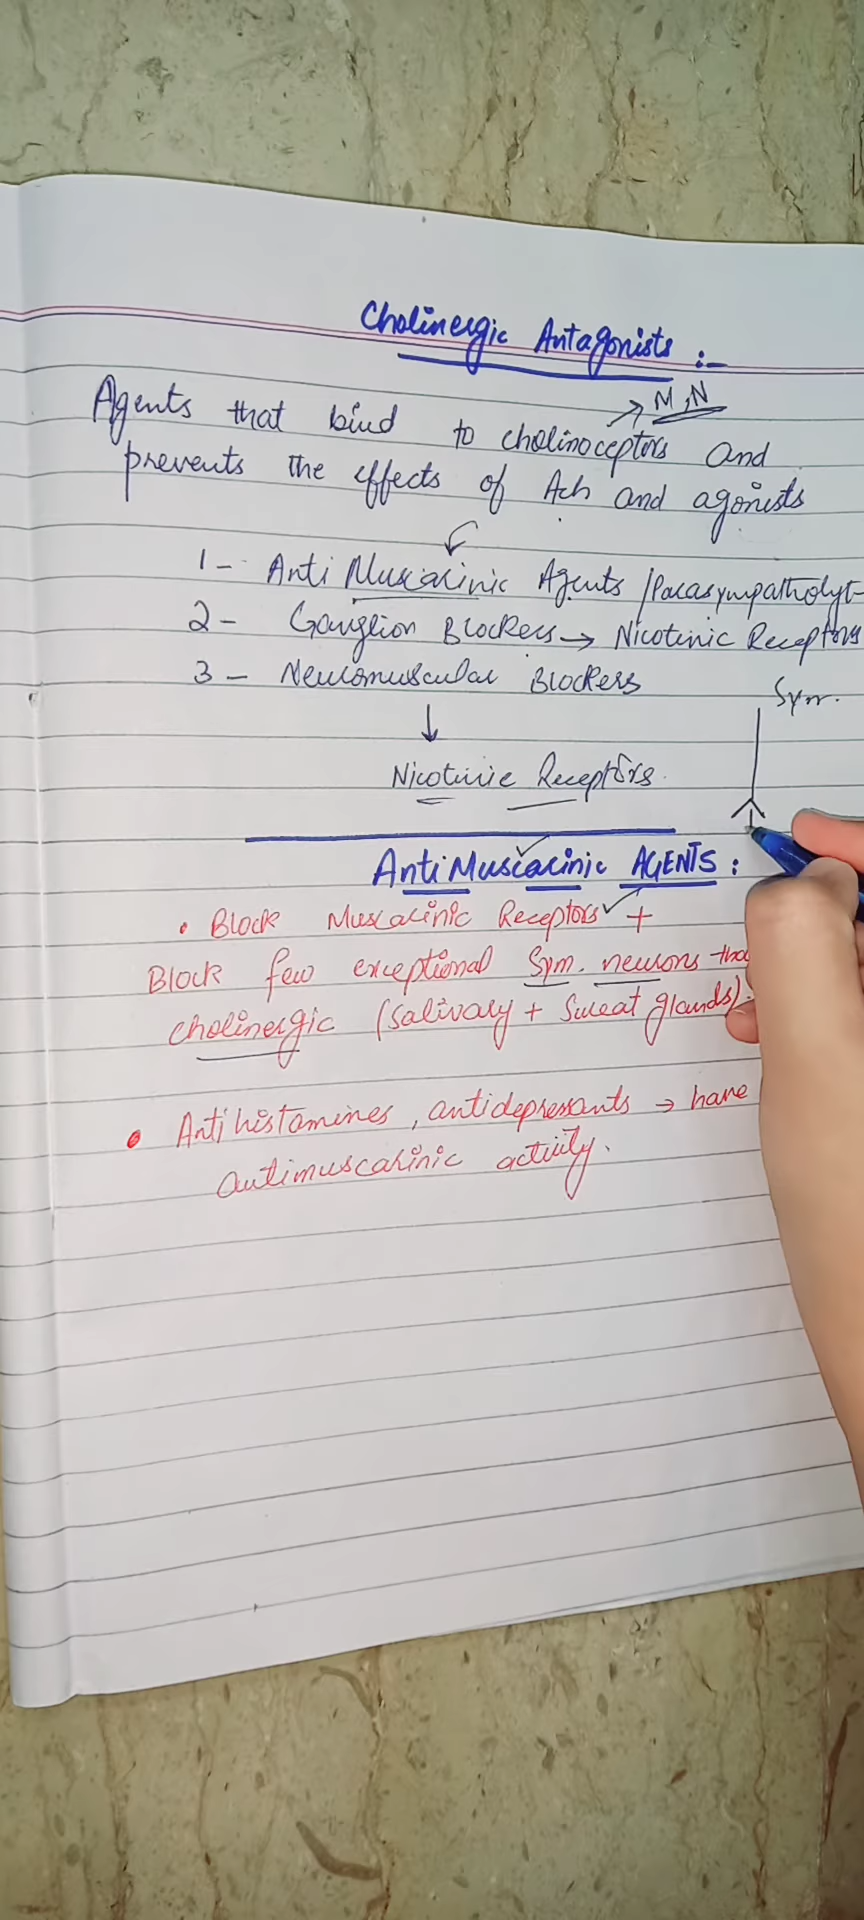 Cholinergic Antagonists :-
M,N
Agents that bind to cholinoceptors and
prevents the effects of Ach and agonists
1- Anti Muscarinic Agents /Parasympatholyt-
2- Ganglion Blockers → Nicotinic Receptors
3- Neuromuscular Blockers
Sym.
Nicotinic Receptors.
AntiMuscarinic AGENTS :
• Block Muscarinic Receptors +
Block few exceptional Sym. neurons tha
cholinergic (salivary + Sweat glands).
• Antihistamines, antidepressants → have
antimuscarinic activity.